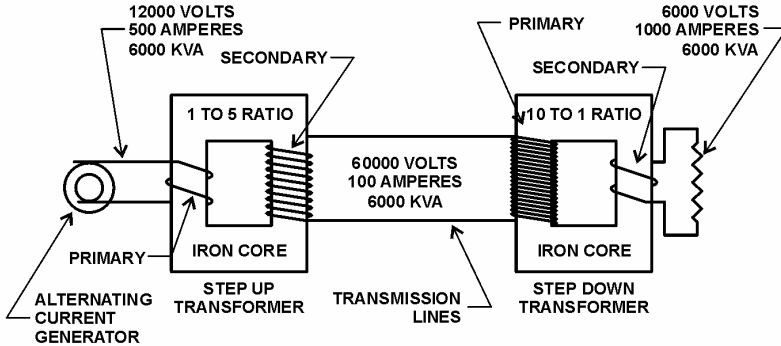 12000 VOLTS
500 AMPERES
6000 KVA
SECONDARY
PRIMARY
6000 VOLTS
1000 AMPERES
6000 KVA
SECONDARY
1 TO 5 RATIO
10 TO 1 RATIO
60000 VOLTS
100 AMPERES
6000 KVA
PRIMARY
IRON CORE
IRON CORE
ALTERNATING
CURRENT
GENERATOR
STEP UP
TRANSFORMER
TRANSMISSION
LINES
STEP DOWN
TRANSFORMER